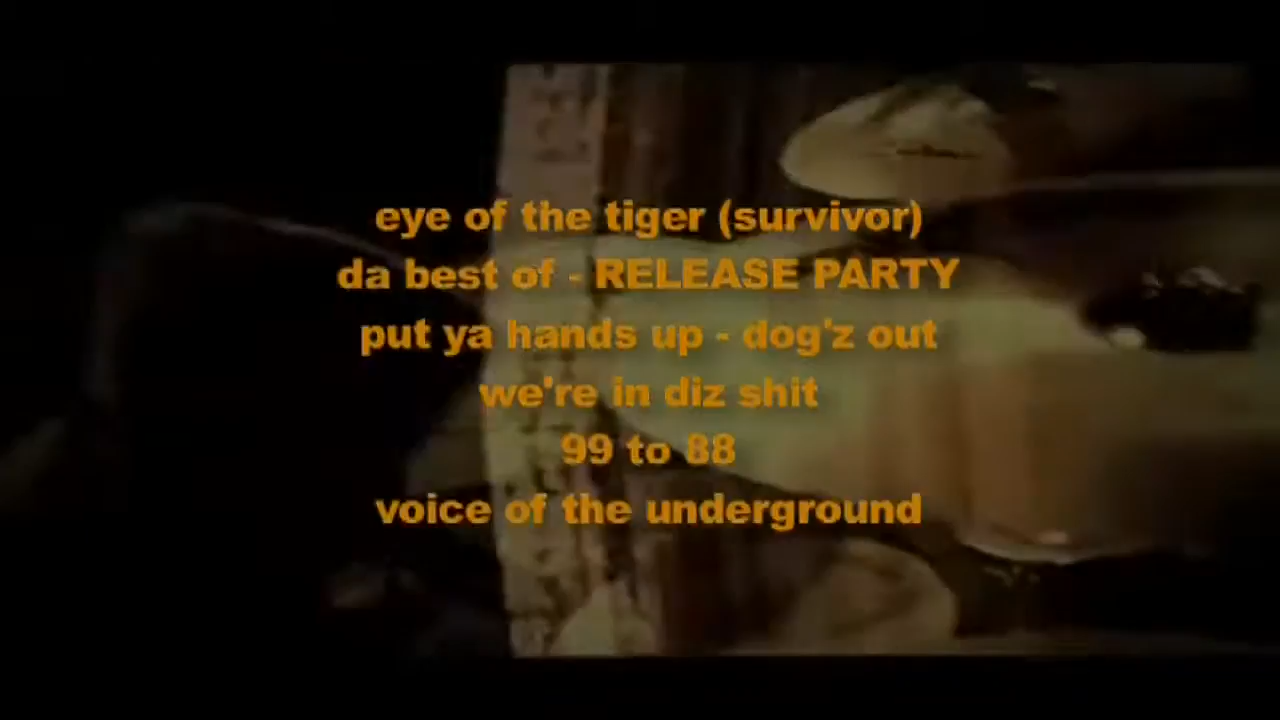 eye of the tiger (survivor)
da best of - RELEASE PARTY
put ya hands up - dog'z out
we're in diz shit
99 to 88
voice of the underground